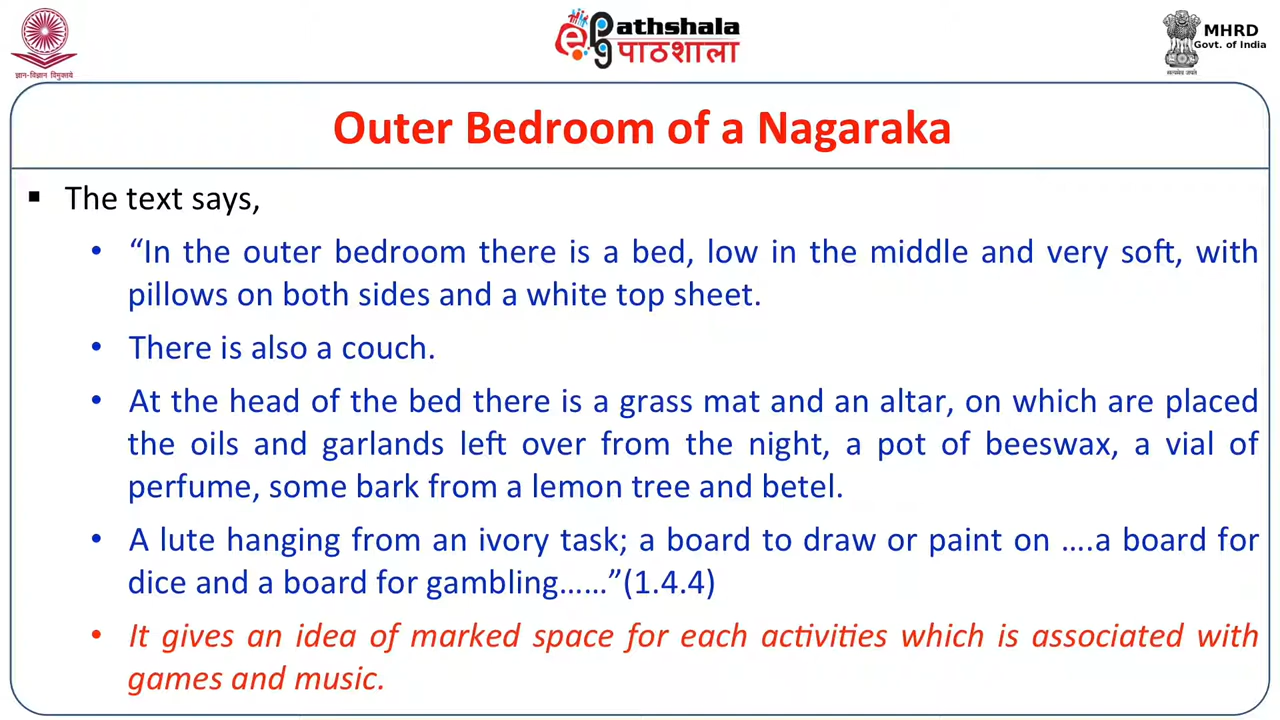 ज्ञान-विज्ञान विमुक्तये
ePathshala
पाठशाला
सत्यमेव जयते
MHRD
Govt. of India
Outer Bedroom of a Nagaraka
▪ The text says,
• “In the outer bedroom there is a bed, low in the middle and very soft, with
pillows on both sides and a white top sheet.
• There is also a couch.
• At the head of the bed there is a grass mat and an altar, on which are placed
the oils and garlands left over from the night, a pot of beeswax, a vial of
perfume, some bark from a lemon tree and betel.
• A lute hanging from an ivory task; a board to draw or paint on ….a board for
dice and a board for gambling……”(1.4.4)
• It gives an idea of marked space for each activities which is associated with
games and music.